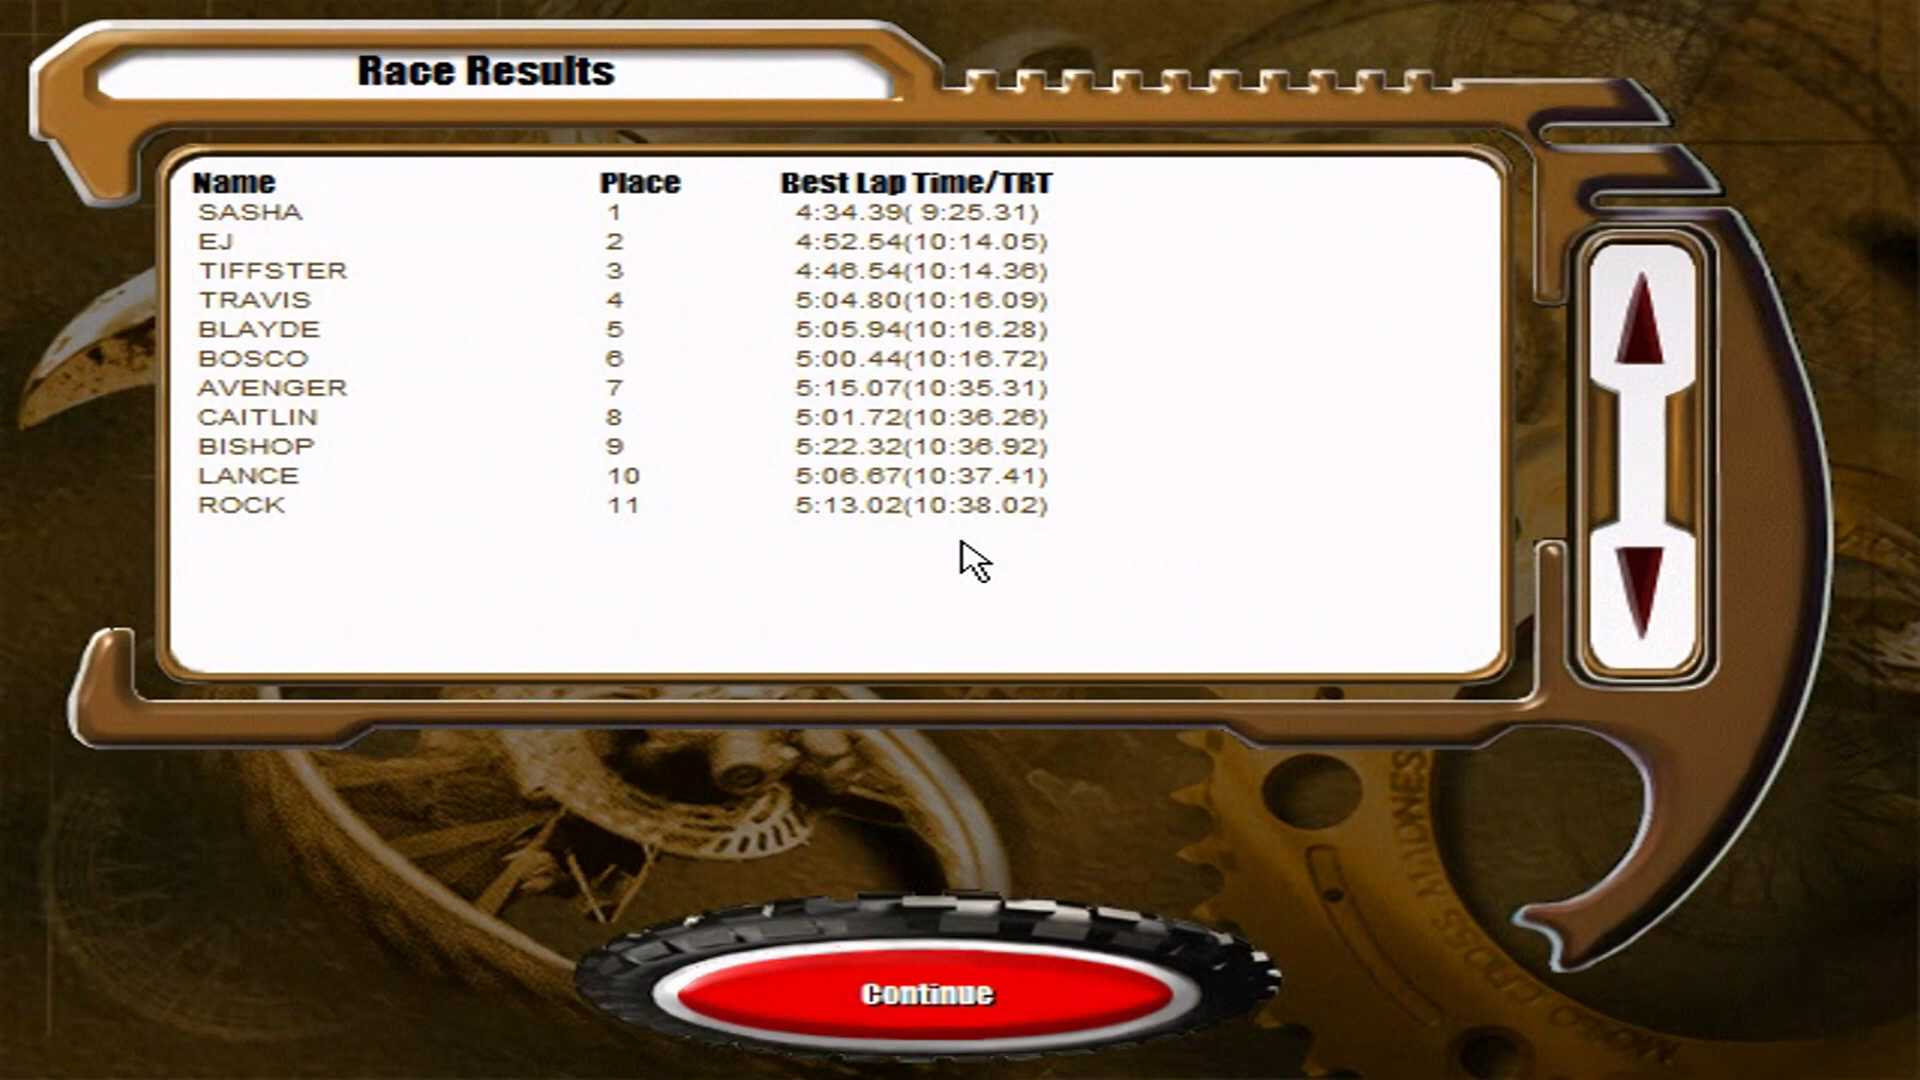 Race Results
Name Place Best Lap Time/TRT
SASHA 1 4:34.39( 9:25.31)
EJ 2 4:52.54(10:14.05)
TIFFSTER 3 4:46.54(10:14.36)
TRAVIS 4 5:04.80(10:16.09)
BLAYDE 5 5:05.94(10:16.28)
BOSCO 6 5:00.44(10:16.72)
AVENGER 7 5:15.07(10:35.31)
CAITLIN 8 5:01.72(10:36.26)
BISHOP 9 5:22.32(10:36.92)
LANCE 10 5:06.67(10:37.41)
ROCK 11 5:13.02(10:38.02)
Continue
MOTOCROSS MADNESS